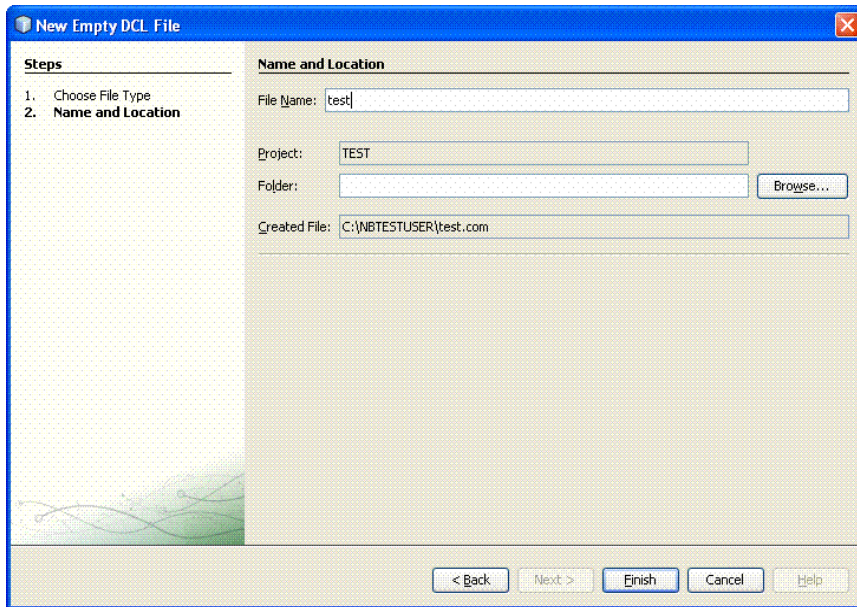 New Empty DCL File
Steps
1. Choose File Type
2. Name and Location
Name and Location
File Name: test
Project: TEST
Folder: Browse...
Created File: C:\NBTESTUSER\test.com
< Back Next > Finish Cancel Help